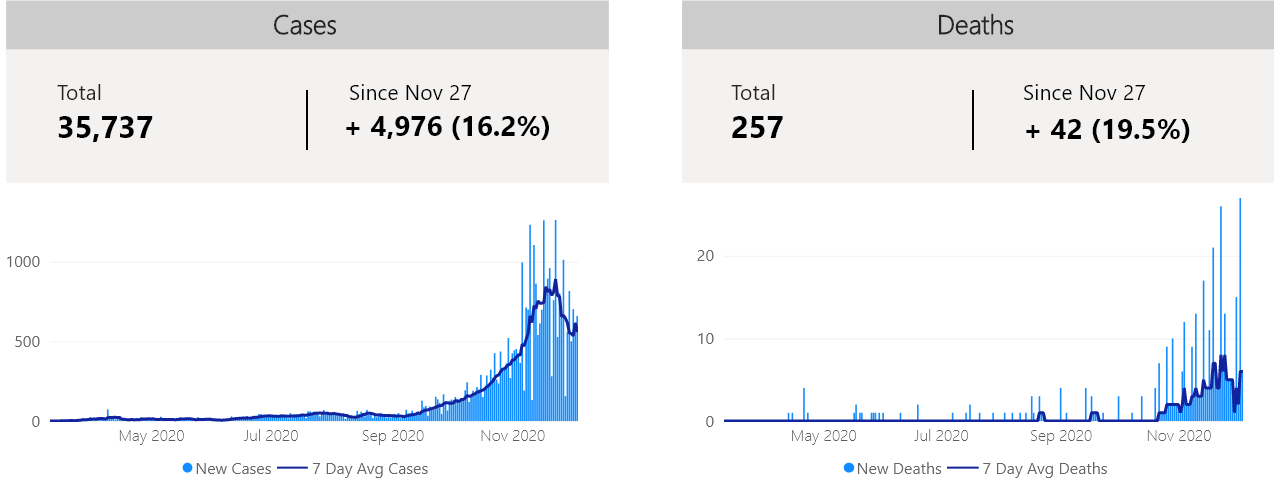 Cases
Total
35,737
Since Nov 27
+ 4,976 (16.2%)
1000
500
0
May 2020
Jul 2020
Sep 2020
Nov 2020
New Cases
7 Day Avg Cases
Deaths
Total
257
Since Nov 27
+ 42 (19.5%)
20
10
0
May 2020
Jul 2020
Sep 2020
Nov 2020
New Deaths
7 Day Avg Deaths